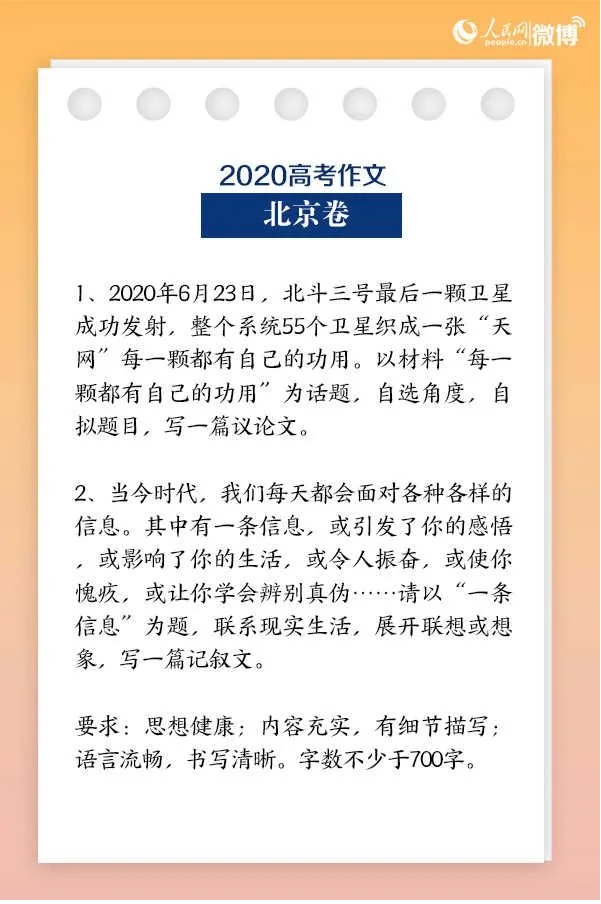 人民网 people.cn 微博
2020高考作文
北京卷
1、2020年6月23日，北斗三号最后一颗卫星
成功发射，整个系统55个卫星织成一张“天
网”每一颗都有自己的功用。以材料“每一
颗都有自己的功用”为话题，自选角度，自
拟题目，写一篇议论文。
2、当今时代，我们每天都会面对各种各样的
信息。其中有一条信息，或引发了你的感悟
，或影响了你的生活，或令人振奋，或使你
愧疚，或让你学会辨别真伪……请以“一条
信息”为题，联系现实生活，展开联想或想
象，写一篇记叙文。
要求：思想健康；内容充实，有细节描写；
语言流畅，书写清晰。字数不少于700字。